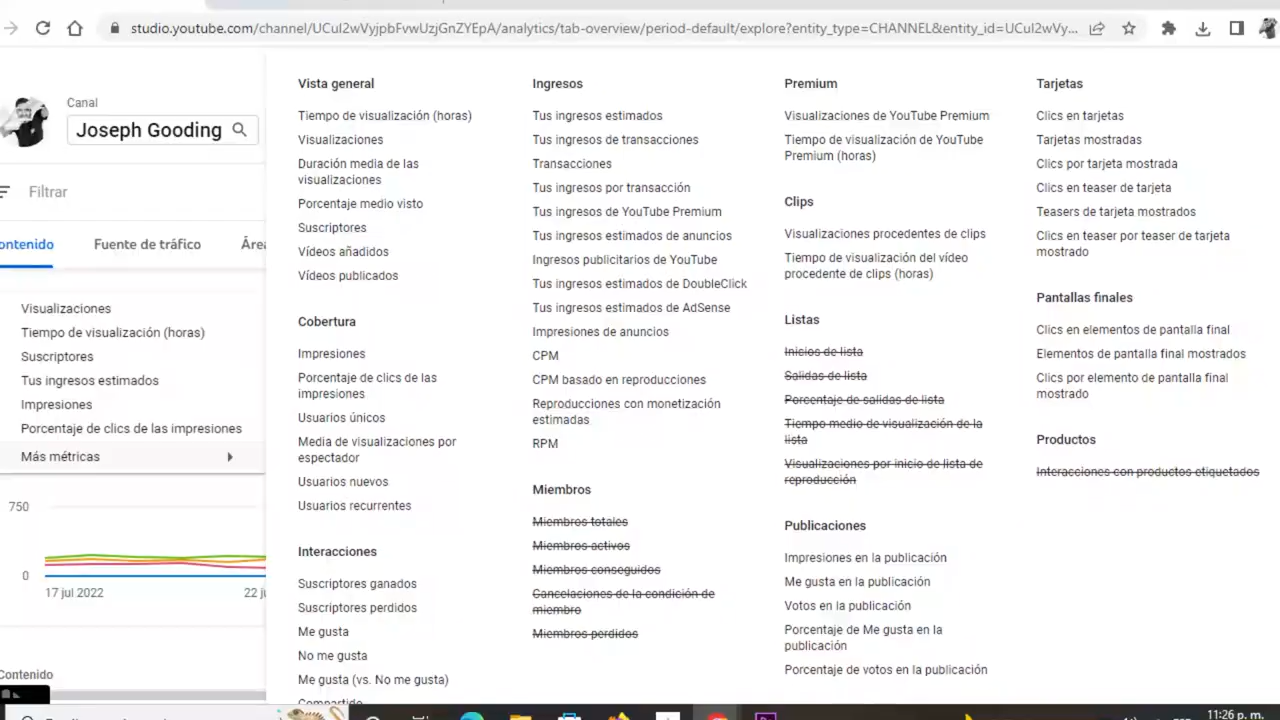 studio.youtube.com/channel/UCuI2wVyjpbFvwUzjGnZYEpA/analytics/tab-overview/period-default/explore?entity_type=CHANNEL&entity_id=UCuI2wVy...
Canal
Joseph Gooding
Filtrar
ontenido
Fuente de tráfico
Área
Visualizaciones
Tiempo de visualización (horas)
Suscriptores
Tus ingresos estimados
Impresiones
Porcentaje de clics de las impresiones
Más métricas
750
0
17 jul 2022
22 ju
Contenido
Vista general
Tiempo de visualización (horas)
Visualizaciones
Duración media de las
visualizaciones
Porcentaje medio visto
Suscriptores
Vídeos añadidos
Vídeos publicados
Cobertura
Impresiones
Porcentaje de clics de las
impresiones
Usuarios únicos
Media de visualizaciones por
espectador
Usuarios nuevos
Usuarios recurrentes
Interacciones
Suscriptores ganados
Suscriptores perdidos
Me gusta
No me gusta
Me gusta (vs. No me gusta)
Compartido
Ingresos
Tus ingresos estimados
Tus ingresos de transacciones
Transacciones
Tus ingresos por transacción
Tus ingresos de YouTube Premium
Tus ingresos estimados de anuncios
Ingresos publicitarios de YouTube
Tus ingresos estimados de DoubleClick
Tus ingresos estimados de AdSense
Impresiones de anuncios
CPM
CPM basado en reproducciones
Reproducciones con monetización
estimadas
RPM
Miembros
Miembros totales
Miembros activos
Miembros conseguidos
Cancelaciones de la condición de
miembro
Miembros perdidos
Premium
Visualizaciones de YouTube Premium
Tiempo de visualización de YouTube
Premium (horas)
Clips
Visualizaciones procedentes de clips
Tiempo de visualización del vídeo
procedente de clips (horas)
Listas
Inicios de lista
Salidas de lista
Porcentaje de salidas de lista
Tiempo medio de visualización de la
lista
Visualizaciones por inicio de lista de
reproducción
Publicaciones
Impresiones en la publicación
Me gusta en la publicación
Votos en la publicación
Porcentaje de Me gusta en la
publicación
Porcentaje de votos en la publicación
Tarjetas
Clics en tarjetas
Tarjetas mostradas
Clics por tarjeta mostrada
Clics en teaser de tarjeta
Teasers de tarjeta mostrados
Clics en teaser por teaser de tarjeta
mostrado
Pantallas finales
Clics en elementos de pantalla final
Elementos de pantalla final mostrados
Clics por elemento de pantalla final
mostrado
Productos
Interacciones con productos etiquetados
11:26 p. m.